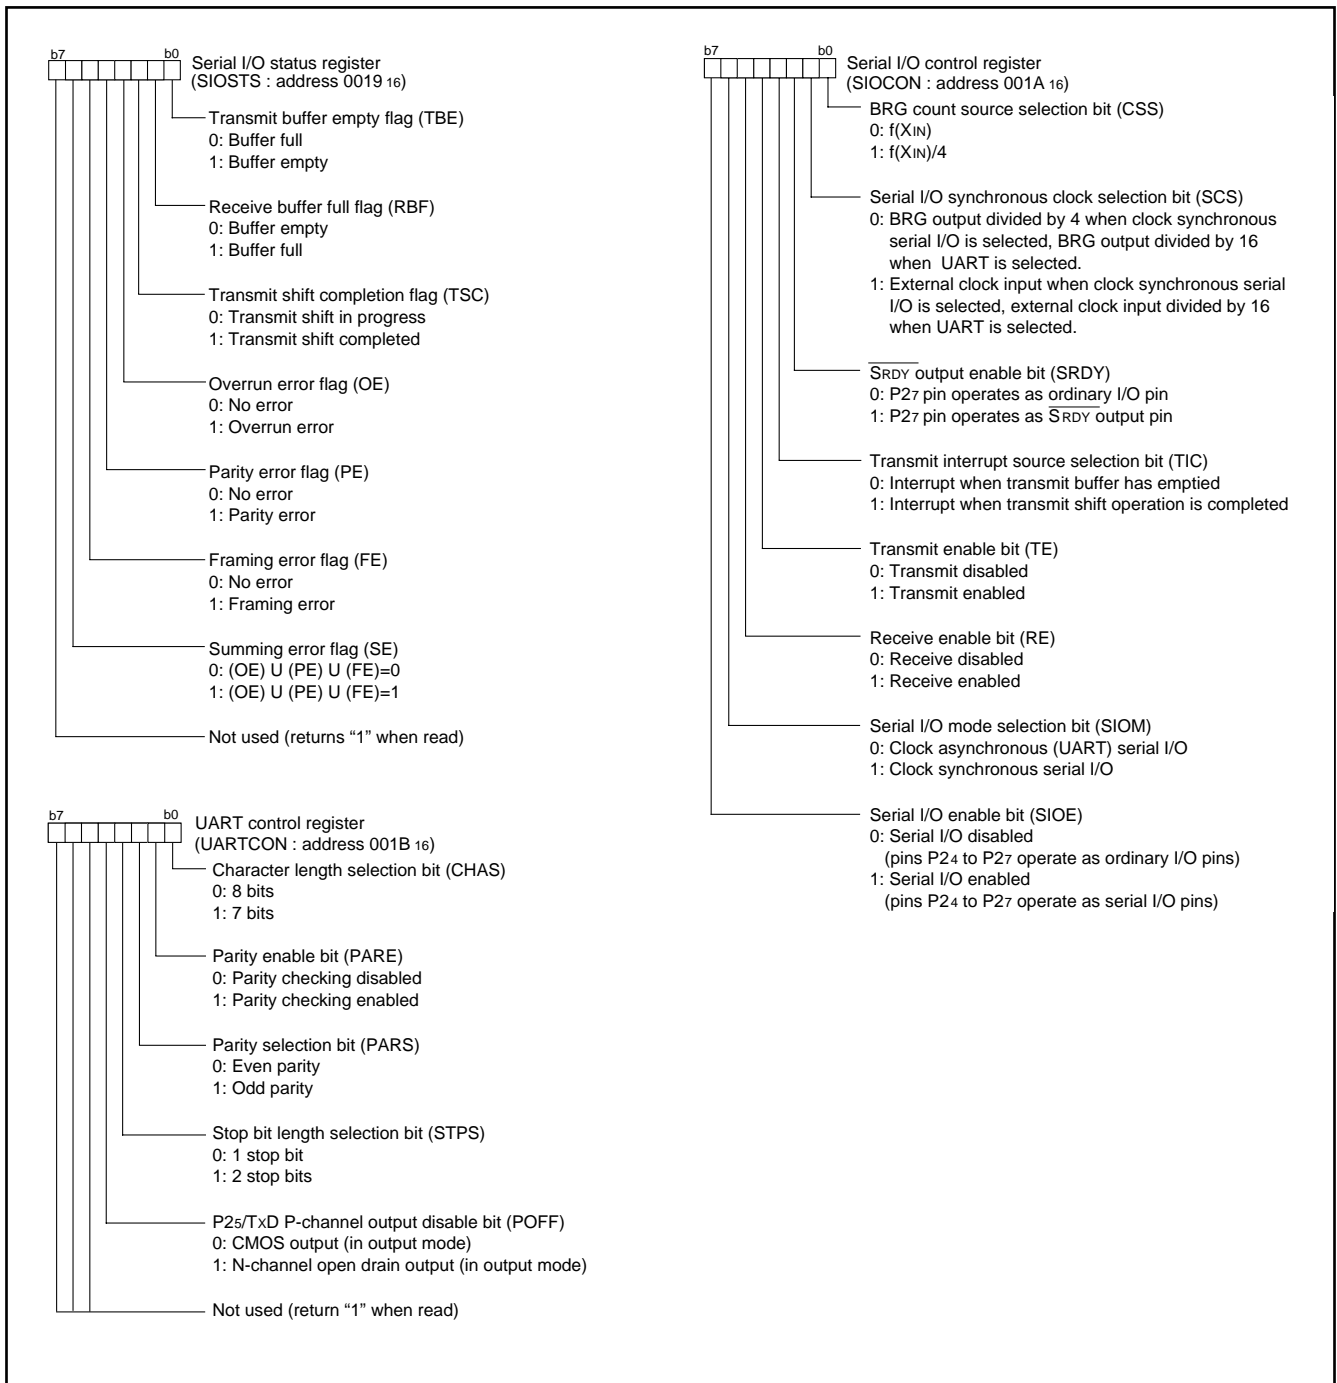 b7 b0 Serial I/O status register
(SIOSTS : address 0019 16)
Transmit buffer empty flag (TBE)
0: Buffer full
1: Buffer empty
Receive buffer full flag (RBF)
0: Buffer empty
1: Buffer full
Transmit shift completion flag (TSC)
0: Transmit shift in progress
1: Transmit shift completed
Overrun error flag (OE)
0: No error
1: Overrun error
Parity error flag (PE)
0: No error
1: Parity error
Framing error flag (FE)
0: No error
1: Framing error
Summing error flag (SE)
0: (OE) U (PE) U (FE)=0
1: (OE) U (PE) U (FE)=1
Not used (returns “1” when read)
b7 b0 UART control register
(UARTCON : address 001B 16)
Character length selection bit (CHAS)
0: 8 bits
1: 7 bits
Parity enable bit (PARE)
0: Parity checking disabled
1: Parity checking enabled
Parity selection bit (PARS)
0: Even parity
1: Odd parity
Stop bit length selection bit (STPS)
0: 1 stop bit
1: 2 stop bits
P25/TXD P-channel output disable bit (POFF)
0: CMOS output (in output mode)
1: N-channel open drain output (in output mode)
Not used (return “1” when read)
b7 b0 Serial I/O control register
(SIOCON : address 001A 16)
BRG count source selection bit (CSS)
0: f(XIN)
1: f(XIN)/4
Serial I/O synchronous clock selection bit (SCS)
0: BRG output divided by 4 when clock synchronous
serial I/O is selected, BRG output divided by 16
when UART is selected.
1: External clock input when clock synchronous serial
I/O is selected, external clock input divided by 16
when UART is selected.
SRDY output enable bit (SRDY)
0: P27 pin operates as ordinary I/O pin
1: P27 pin operates as SRDY output pin
Transmit interrupt source selection bit (TIC)
0: Interrupt when transmit buffer has emptied
1: Interrupt when transmit shift operation is completed
Transmit enable bit (TE)
0: Transmit disabled
1: Transmit enabled
Receive enable bit (RE)
0: Receive disabled
1: Receive enabled
Serial I/O mode selection bit (SIOM)
0: Clock asynchronous (UART) serial I/O
1: Clock synchronous serial I/O
Serial I/O enable bit (SIOE)
0: Serial I/O disabled
(pins P24 to P27 operate as ordinary I/O pins)
1: Serial I/O enabled
(pins P24 to P27 operate as serial I/O pins)